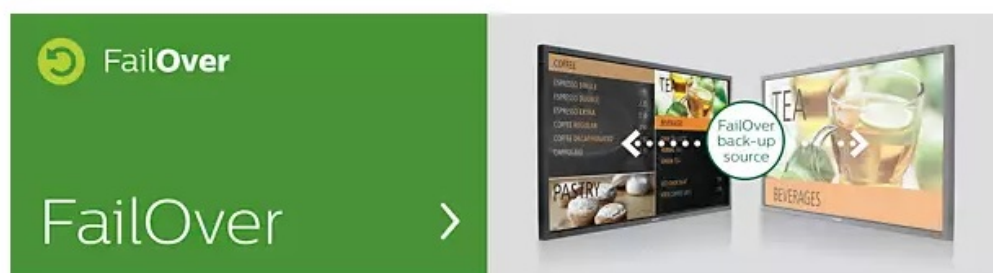 FailOver
FailOver
COFFEE
ESPRESSO SINGLE
ESPRESSO DOUBLE
ESPRESSO EXTRA
COFFEE REGULAR
COFFEE DECAFFEINATED
CAPPUCCINO
PASTRY
TEA
BEVERAGES
FailOver
back-up
source
TEA
BEVERAGES